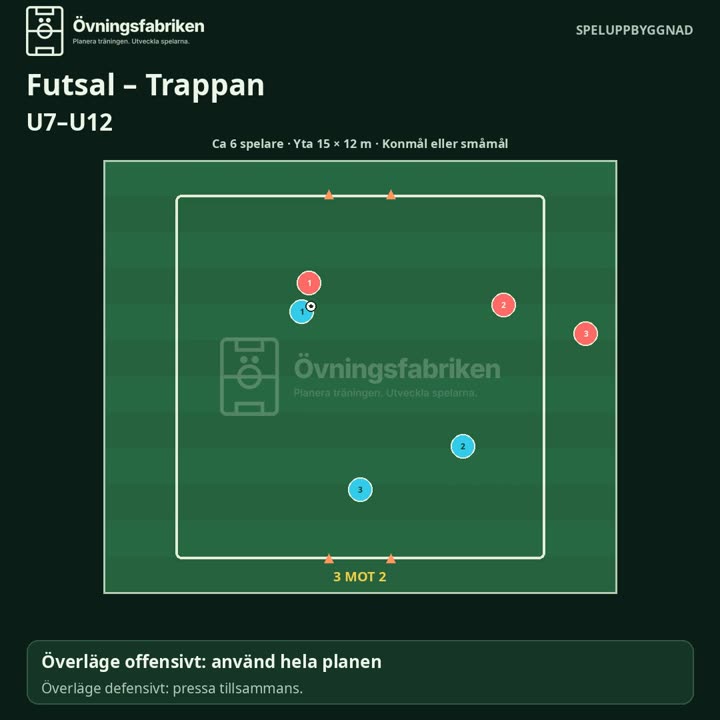 Övningsfabriken
Planera träningen. Utveckla spelarna.
SPELUPPBYGGNAD
Futsal – Trappan
U7–U12
Ca 6 spelare · Yta 15 × 12 m · Konmål eller småmål
1
1
2
3
Övningsfabriken
Planera träningen. Utveckla spelarna.
2
3
3 MOT 2
Överläge offensivt: använd hela planen
Överläge defensivt: pressa tillsammans.